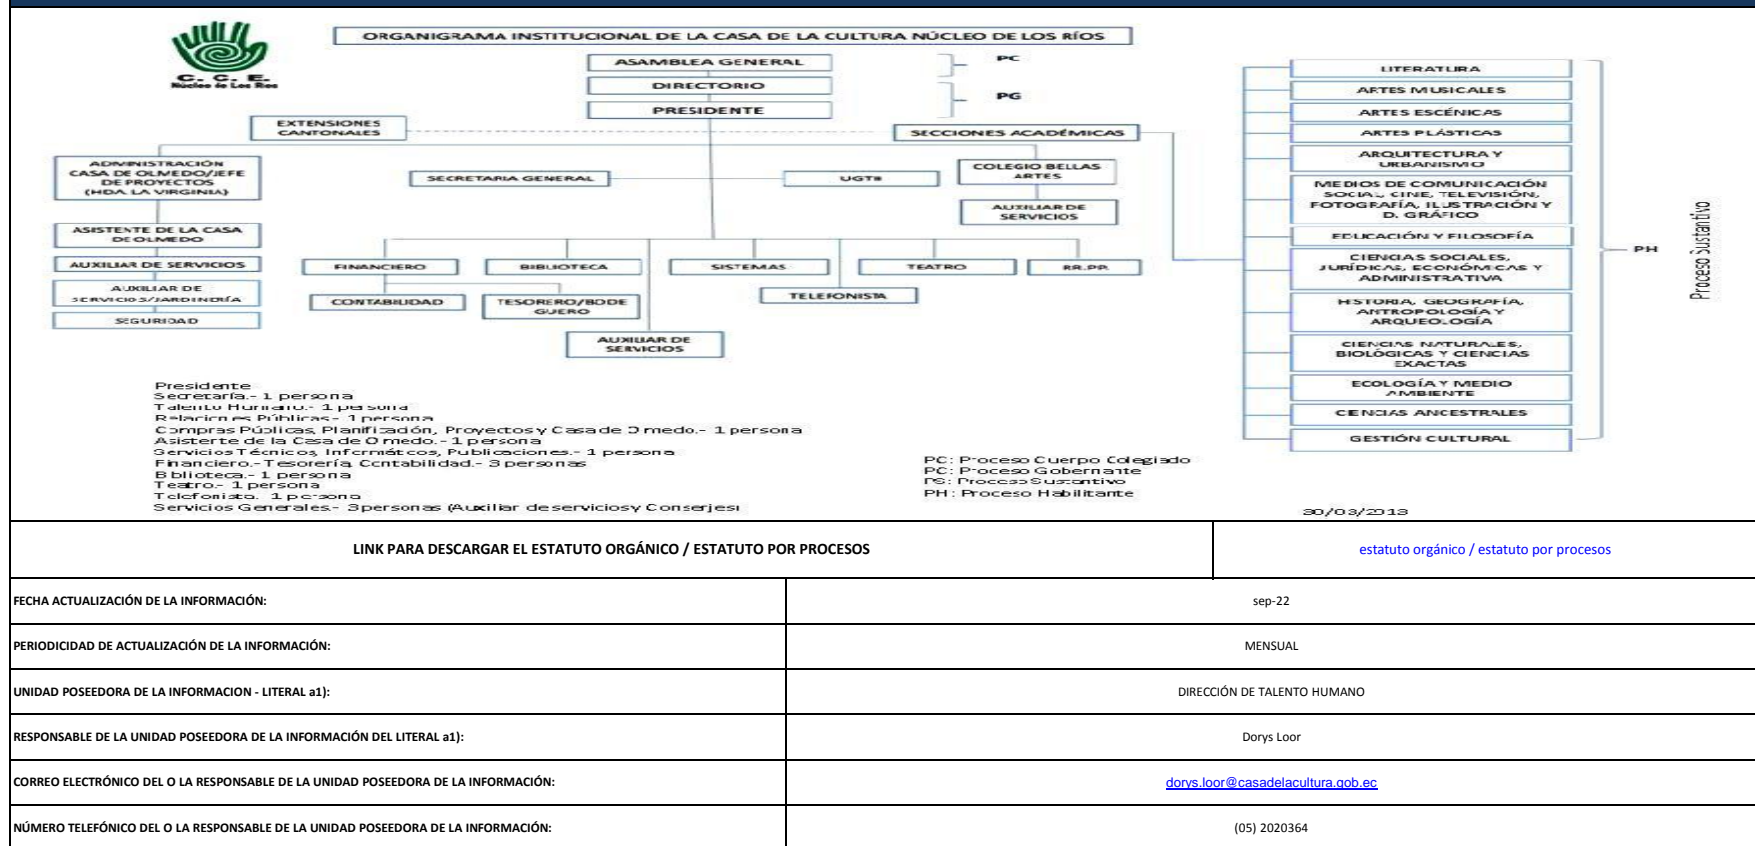 C. C. E.
Núcleo de Los Rios
ORGANIGRAMA INSTITUCIONAL DE LA CASA DE LA CULTURA NÚCLEO DE LOS RÍOS
ASAMBLEA GENERAL
PC
DIRECTORIO
PG
PRESIDENTE
EXTENSIONES
CANTONALES
SECCIONES ACADÉMICAS
ADMINISTRACIÓN
CASA DE OLMEDO/JEFE
DE PROYECTOS
(HDA. LA VIRGINIA)
SECRETARIA GENERAL
UGTH
COLEGIO BELLAS
ARTES
AUXILIAR DE
SERVICIOS
ASISTENTE DE LA CASA
DE OLMEDO
AUXILIAR DE SERVICIOS
AUXILIAR DE
SERVICIOS/JARDINERÍA
SEGURIDAD
FINANCIERO
BIBLIOTECA
SISTEMAS
TEATRO
RR.PP.
CONTABILIDAD
TESORERO/BODE
GUERO
TELEFONISTA
AUXILIAR DE
SERVICIOS
LITERATURA
ARTES MUSICALES
ARTES ESCÉNICAS
ARTES PLÁSTICAS
ARQUITECTURA Y
URBANISMO
MEDIOS DE COMUNICACIÓN
SOCIAL, CINE, TELEVISIÓN,
FOTOGRAFÍA, ILUSTRACIÓN Y
D. GRÁFICO
EDUCACIÓN Y FILOSOFÍA
CIENCIAS SOCIALES,
JURÍDICAS, ECONÓMICAS Y
ADMINISTRATIVA
HISTORIA, GEOGRAFÍA,
ANTROPOLOGÍA Y
ARQUEOLOGÍA
CIENCIAS NATURALES,
BIOLÓGICAS Y CIENCIAS
EXACTAS
ECOLOGÍA Y MEDIO
AMBIENTE
CIENCIAS ANCESTRALES
GESTIÓN CULTURAL
PH
Proceso Sustantivo
Presidente
Secretaría.- 1 persona
Talento Humano.- 1 persona
Relaciones Públicas.- 1 persona
Compras Públicas, Planificación, Proyectos y Casa de Olmedo.- 1 persona
Asistente de la Casa de Olmedo.- 1 persona
Servicios Técnicos, Informáticos, Publicaciones.- 1 persona
Financiero.- Tesorería, Contabilidad.- 3 personas
Biblioteca.- 1 persona
Teatro.- 1 persona
Telefonista. 1 persona
Servicios Generales.- 3 personas (Auxiliar de servicios y Conserjes)
PC: Proceso Cuerpo Colegiado
PC: Proceso Gobernante
PS: Proceso Sustantivo
PH: Proceso Habilitante
LINK PARA DESCARGAR EL ESTATUTO ORGÁNICO / ESTATUTO POR PROCESOS
estatuto orgánico / estatuto por procesos
FECHA ACTUALIZACIÓN DE LA INFORMACIÓN:
sep-22
PERIODICIDAD DE ACTUALIZACIÓN DE LA INFORMACIÓN:
MENSUAL
UNIDAD POSEEDORA DE LA INFORMACION - LITERAL a1):
DIRECCIÓN DE TALENTO HUMANO
RESPONSABLE DE LA UNIDAD POSEEDORA DE LA INFORMACIÓN DEL LITERAL a1):
Dorys Loor
CORREO ELECTRÓNICO DEL O LA RESPONSABLE DE LA UNIDAD POSEEDORA DE LA INFORMACIÓN:
dorys.loor@casadelacultura.gob.ec
NÚMERO TELEFÓNICO DEL O LA RESPONSABLE DE LA UNIDAD POSEEDORA DE LA INFORMACIÓN:
(05) 2020364